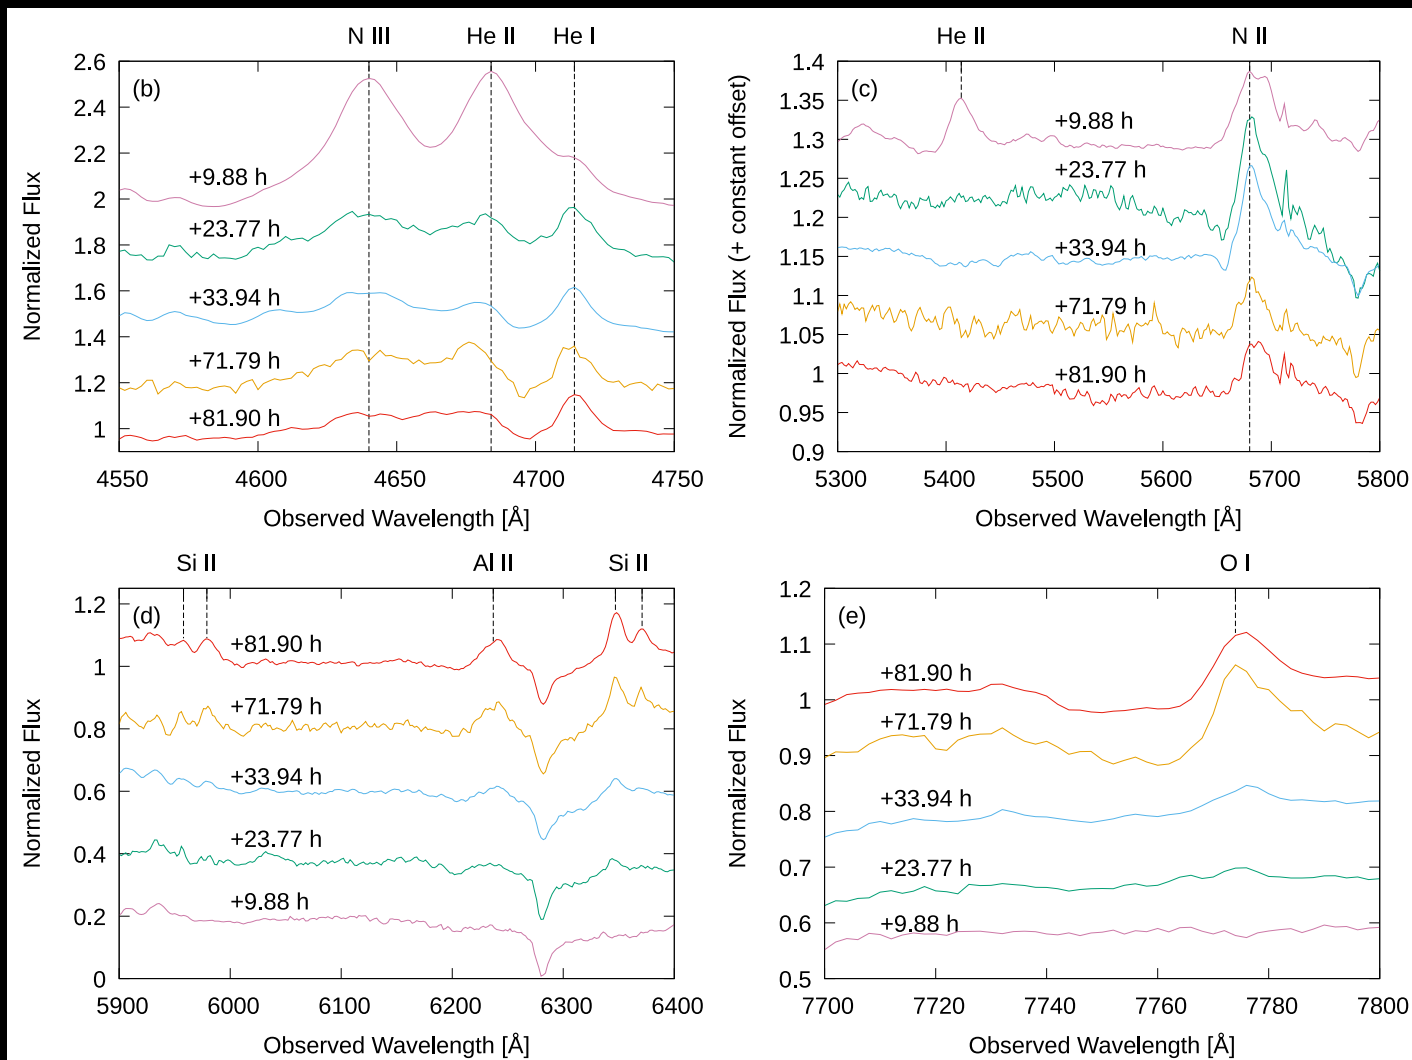 N III He II He I
(b)
2.6
2.4
2.2
2
1.8
1.6
1.4
1.2
1
Normalized Flux
+9.88 h
+23.77 h
+33.94 h
+71.79 h
+81.90 h
4550 4600 4650 4700 4750
Observed Wavelength [Å]
He II N II
(c)
1.4
1.35
1.3
1.25
1.2
1.15
1.1
1.05
1
0.95
0.9
Normalized Flux (+ constant offset)
+9.88 h
+23.77 h
+33.94 h
+71.79 h
+81.90 h
5300 5400 5500 5600 5700 5800
Observed Wavelength [Å]
Si II Al II Si II
(d)
1.2
1
0.8
0.6
0.4
0.2
0
Normalized Flux
+81.90 h
+71.79 h
+33.94 h
+23.77 h
+9.88 h
5900 6000 6100 6200 6300 6400
Observed Wavelength [Å]
O I
(e)
1.2
1.1
1
0.9
0.8
0.7
0.6
0.5
Normalized Flux
+81.90 h
+71.79 h
+33.94 h
+23.77 h
+9.88 h
7700 7720 7740 7760 7780 7800
Observed Wavelength [Å]